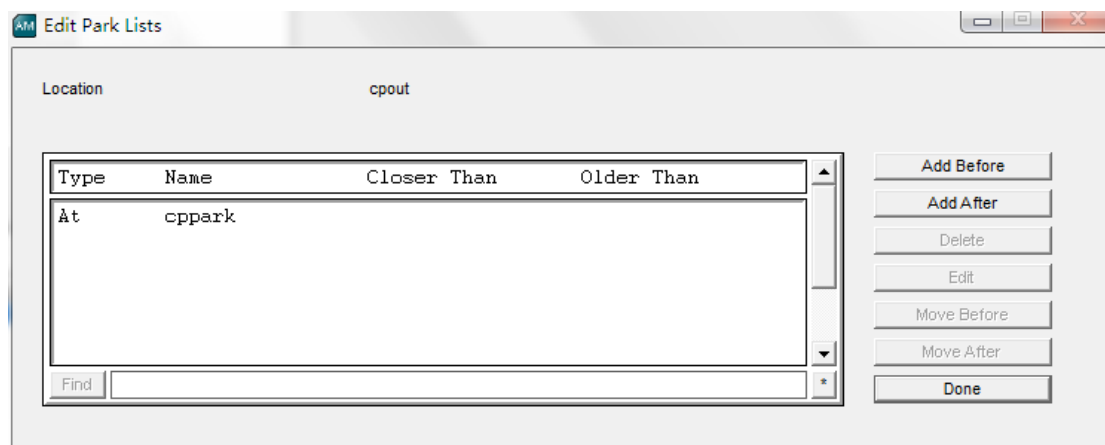 AM Edit Park Lists
Location cpout
Type Name Closer Than Older Than
At cppark
Find *
Add Before
Add After
Delete
Edit
Move Before
Move After
Done